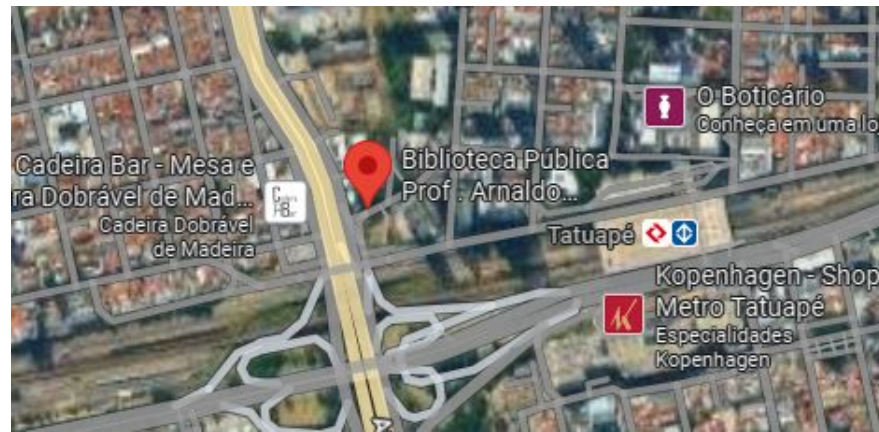 O Boticário
Conheça em uma lo
Cadeira Bar - Mesa e
ra Dobrável de Mad...
Cadeira Dobrável
de Madeira
Biblioteca Pública
Prof . Arnaldo...
Tatuapé
Kopenhagen - Shop
Metro Tatuapé
Especialidades
Kopenhagen